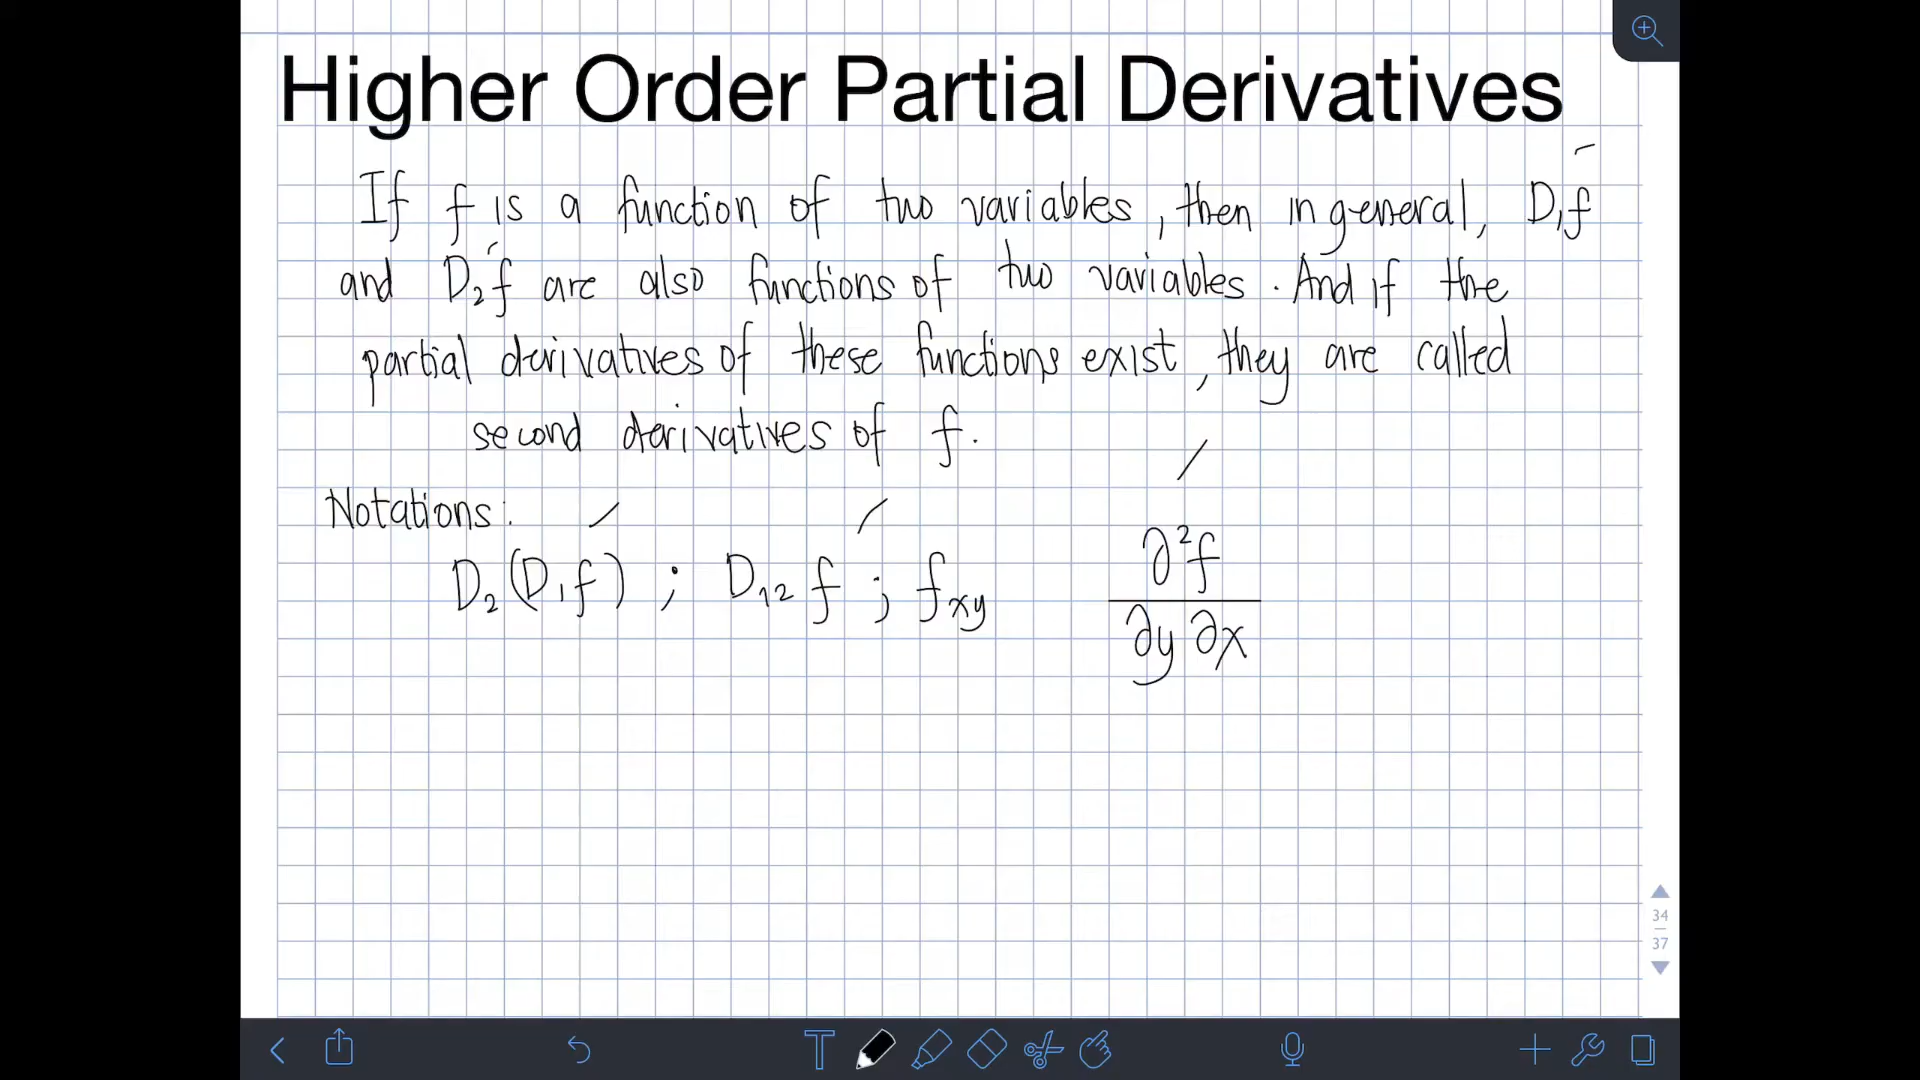 Higher Order Partial Derivatives
If f is a function of two variables, then in general, D₁f
and D₂f are also functions of two variables. And if the
partial derivatives of these functions exist, they are called
second derivatives of f.
Notations:
D₂(D₁f) ; D₁₂ f ; f_xy ∂²f/∂y ∂x
34
37
T